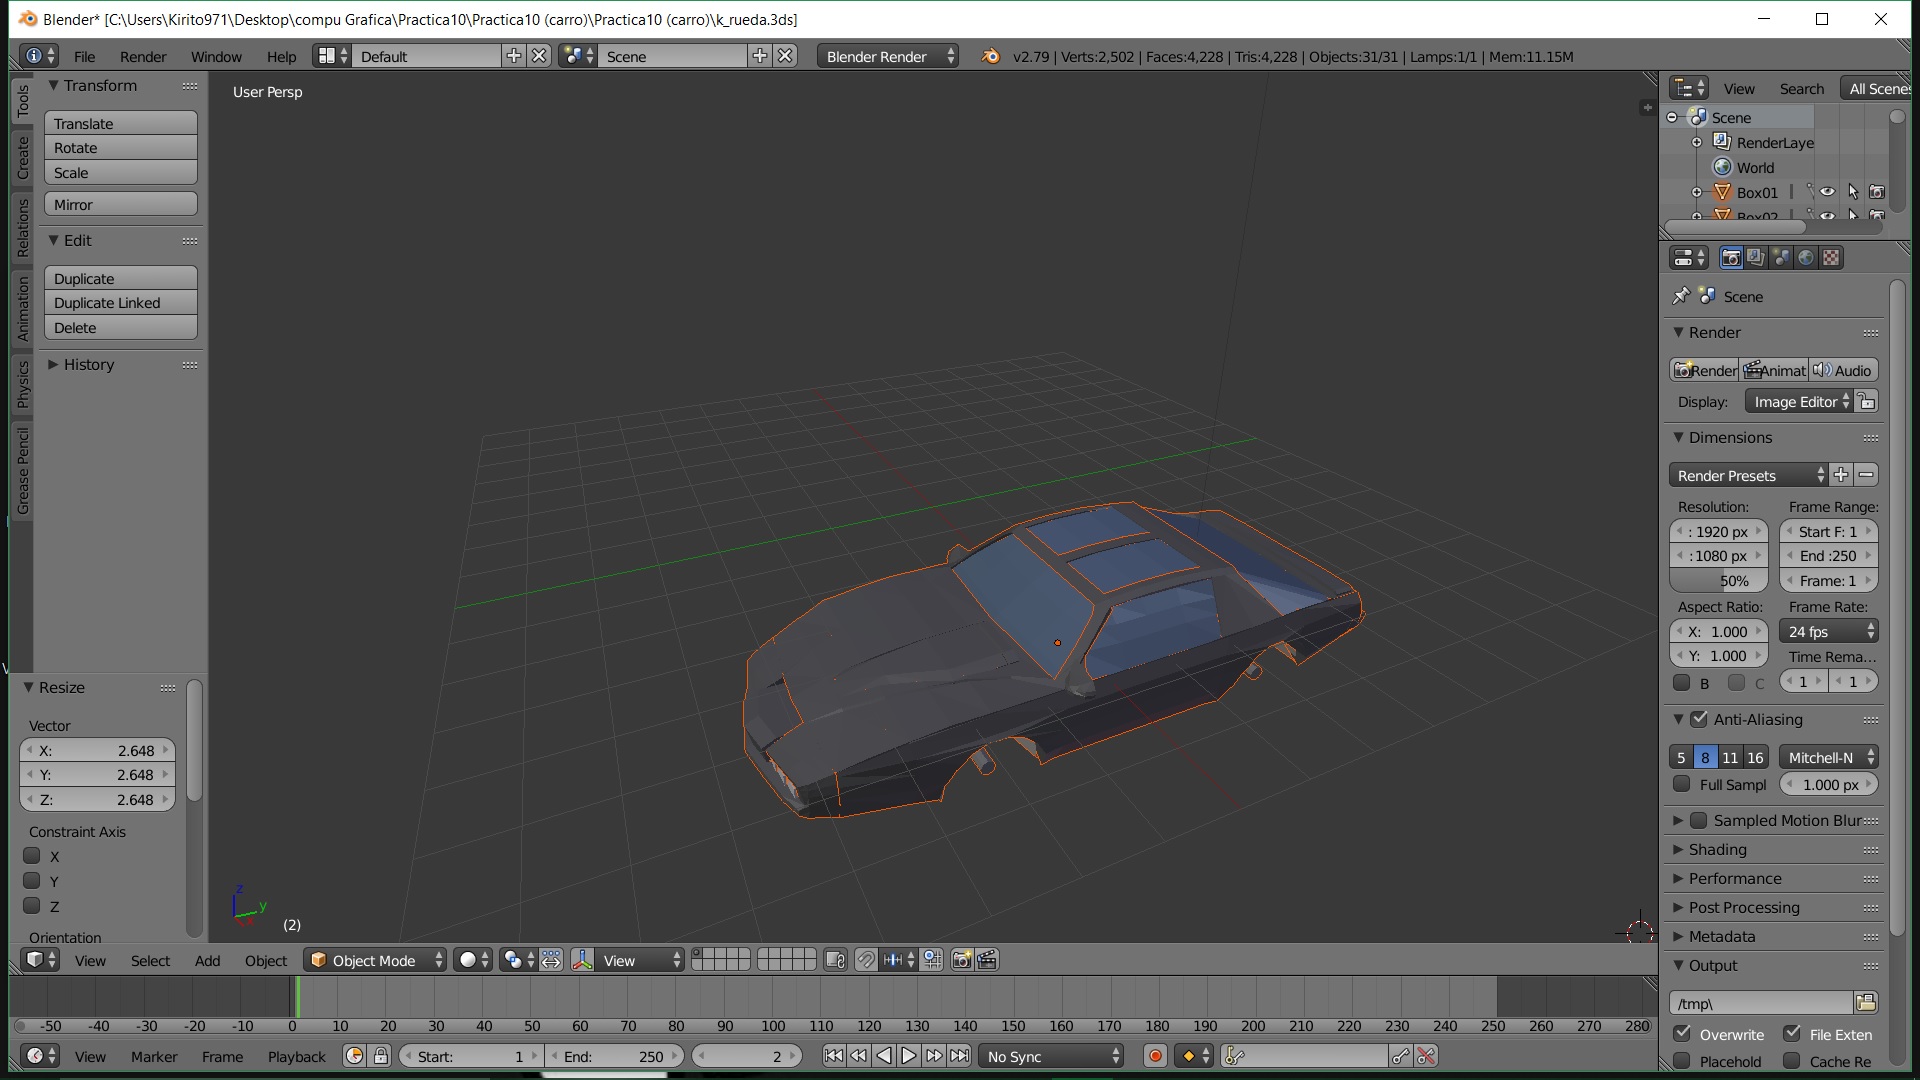 Blender* [C:\Users\Kirito971\Desktop\compu Grafica\Practica10\Practica10 (carro)\Practica10 (carro)\k_rueda.3ds]
File Render Window Help Default Scene Blender Render v2.79 | Verts:2,502 | Faces:4,228 | Tris:4,228 | Objects:31/31 | Lamps:1/1 | Mem:11.15M
Tools
Create
Relations
Animation
Physics
Grease Pencil
Transform
Translate
Rotate
Scale
Mirror
Edit
Duplicate
Duplicate Linked
Delete
History
Resize
Vector
X: 2.648
Y: 2.648
Z: 2.648
Constraint Axis
X
Y
Z
Orientation
User Persp
z
y
x
(2)
View Select Add Object Object Mode View
-50 -40 -30 -20 -10 0 10 20 30 40 50 60 70 80 90 100 110 120 130 140 150 160 170 180 190 200 210 220 230 240 250 260 270 280
View Marker Frame Playback Start: 1 End: 250 2 No Sync
View Search All Scenes
Scene
RenderLaye
World
Box01
Box02
Scene
Render
Render Animat Audio
Display: Image Editor
Dimensions
Render Presets
Resolution: Frame Range:
: 1920 px Start F: 1
: 1080 px End :250
50% Frame: 1
Aspect Ratio: Frame Rate:
X: 1.000 24 fps
Y: 1.000 Time Rema...
B C 1 1
Anti-Aliasing
5 8 11 16 Mitchell-N
Full Sampl 1.000 px
Sampled Motion Blur
Shading
Performance
Post Processing
Metadata
Output
/tmp\
Overwrite File Exten
Placehold Cache Re